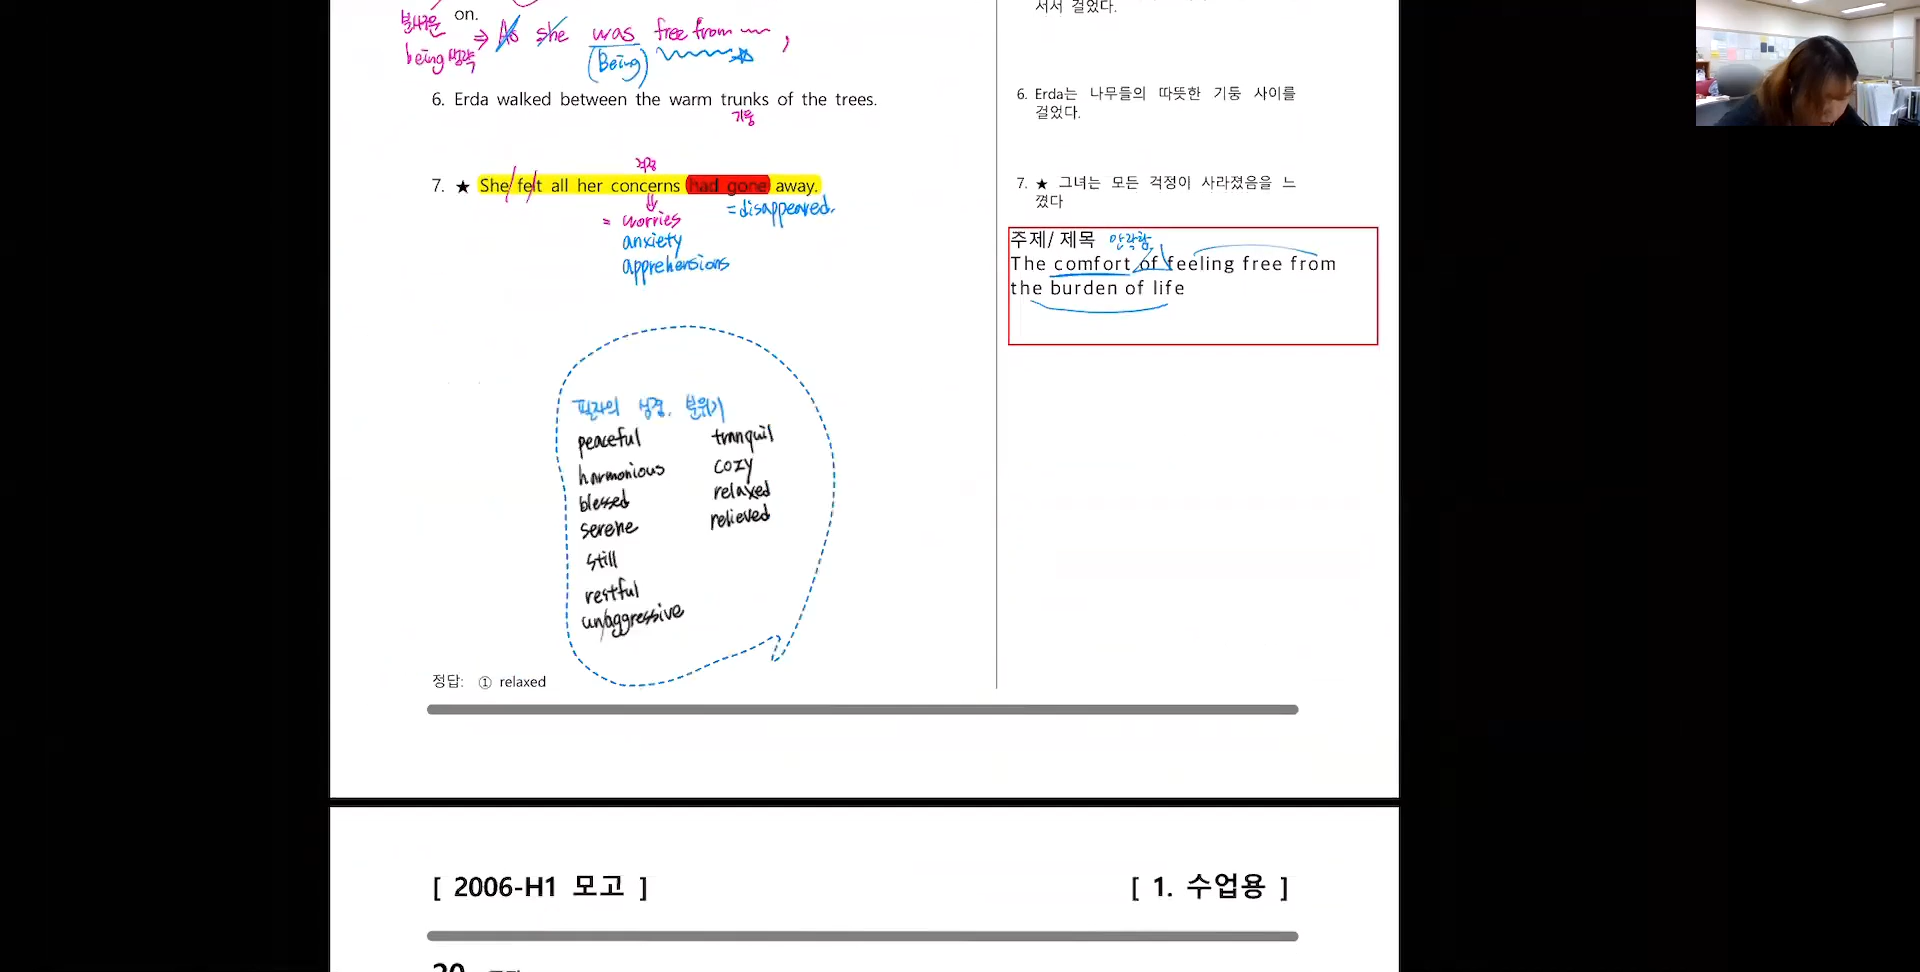 on.
분사구문
being 생략
⇒ As she was free from ,
(Being)
6. Erda walked between the warm trunks of the trees.
기둥
걱정
7. ★ She/ felt all her concerns had gone away.
= worries
= disappeared.
anxiety
apprehensions
필자의 심경, 분위기
peaceful
tranquil
harmonious
cozy
blessed
relaxed
serene
relieved
still
restful
un/aggressive
정답: ① relaxed
서서 걸었다.
6. Erda는 나무들의 따뜻한 기둥 사이를
걸었다.
7. ★ 그녀는 모든 걱정이 사라졌음을 느
꼈다
주제/ 제목 안락함
The comfort of feeling free from
the burden of life
[ 2006-H1 모고 ]
[ 1. 수업용 ]